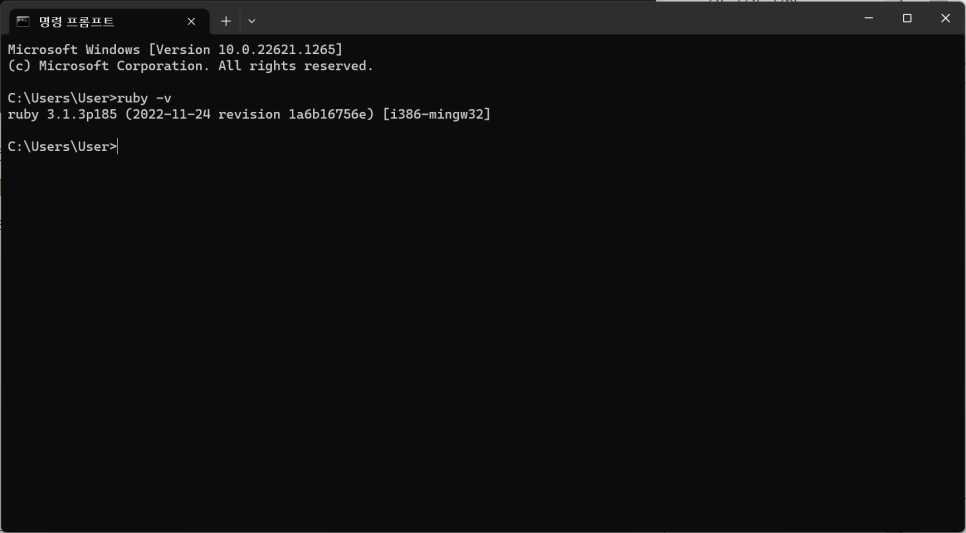 명령 프롬프트
Microsoft Windows [Version 10.0.22621.1265]
(c) Microsoft Corporation. All rights reserved.
C:\Users\User>ruby -v
ruby 3.1.3p185 (2022-11-24 revision 1a6b16756e) [i386-mingw32]
C:\Users\User>